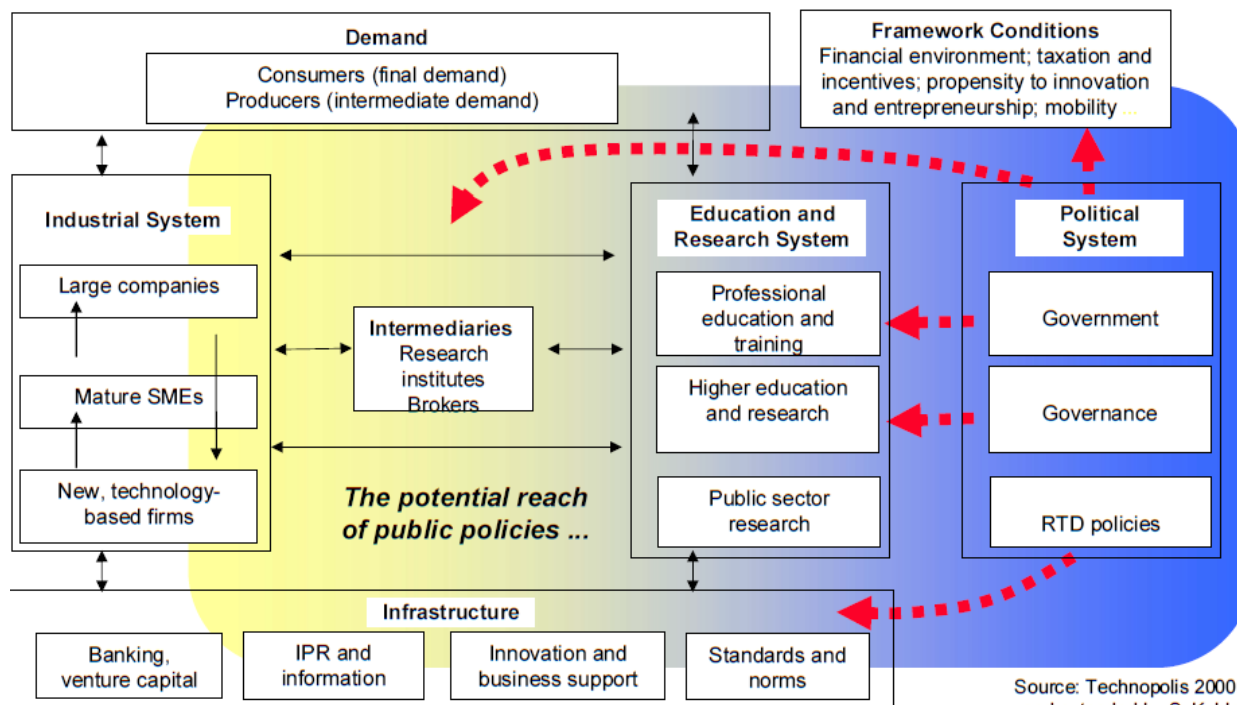 Demand
Consumers (final demand)
Producers (intermediate demand)
Framework Conditions
Financial environment; taxation and
incentives; propensity to innovation
and entrepreneurship; mobility ...
Industrial System
Large companies
Mature SMEs
New, technology-
based firms
Intermediaries
Research
institutes
Brokers
The potential reach
of public policies ...
Education and
Research System
Professional
education and
training
Higher education
and research
Public sector
research
Political
System
Government
Governance
RTD policies
Infrastructure
Banking,
venture capital
IPR and
information
Innovation and
business support
Standards and
norms
Source: Technopolis 2000